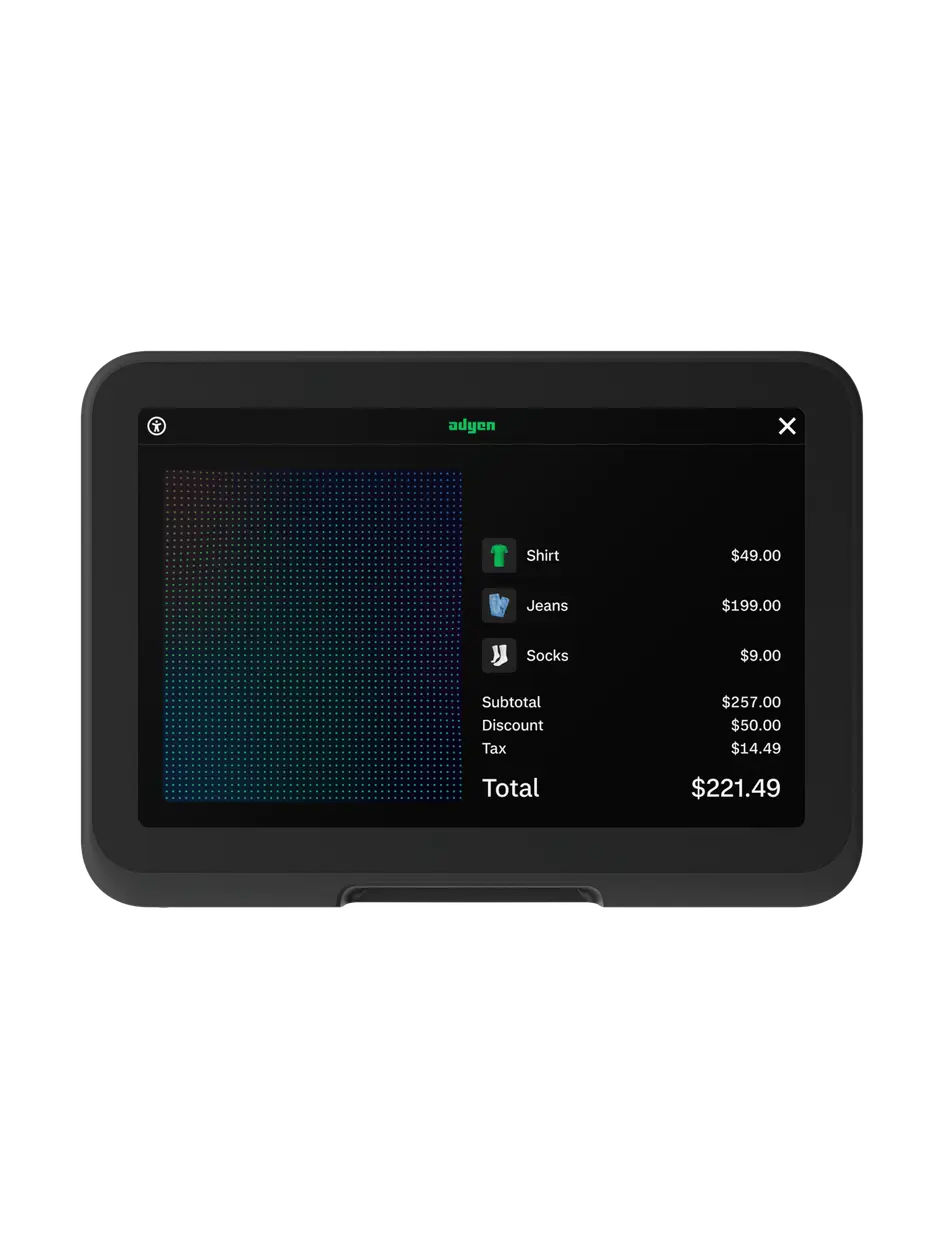 adyen
Shirt $49.00
Jeans $199.00
Socks $9.00
Subtotal $257.00
Discount $50.00
Tax $14.49
Total $221.49